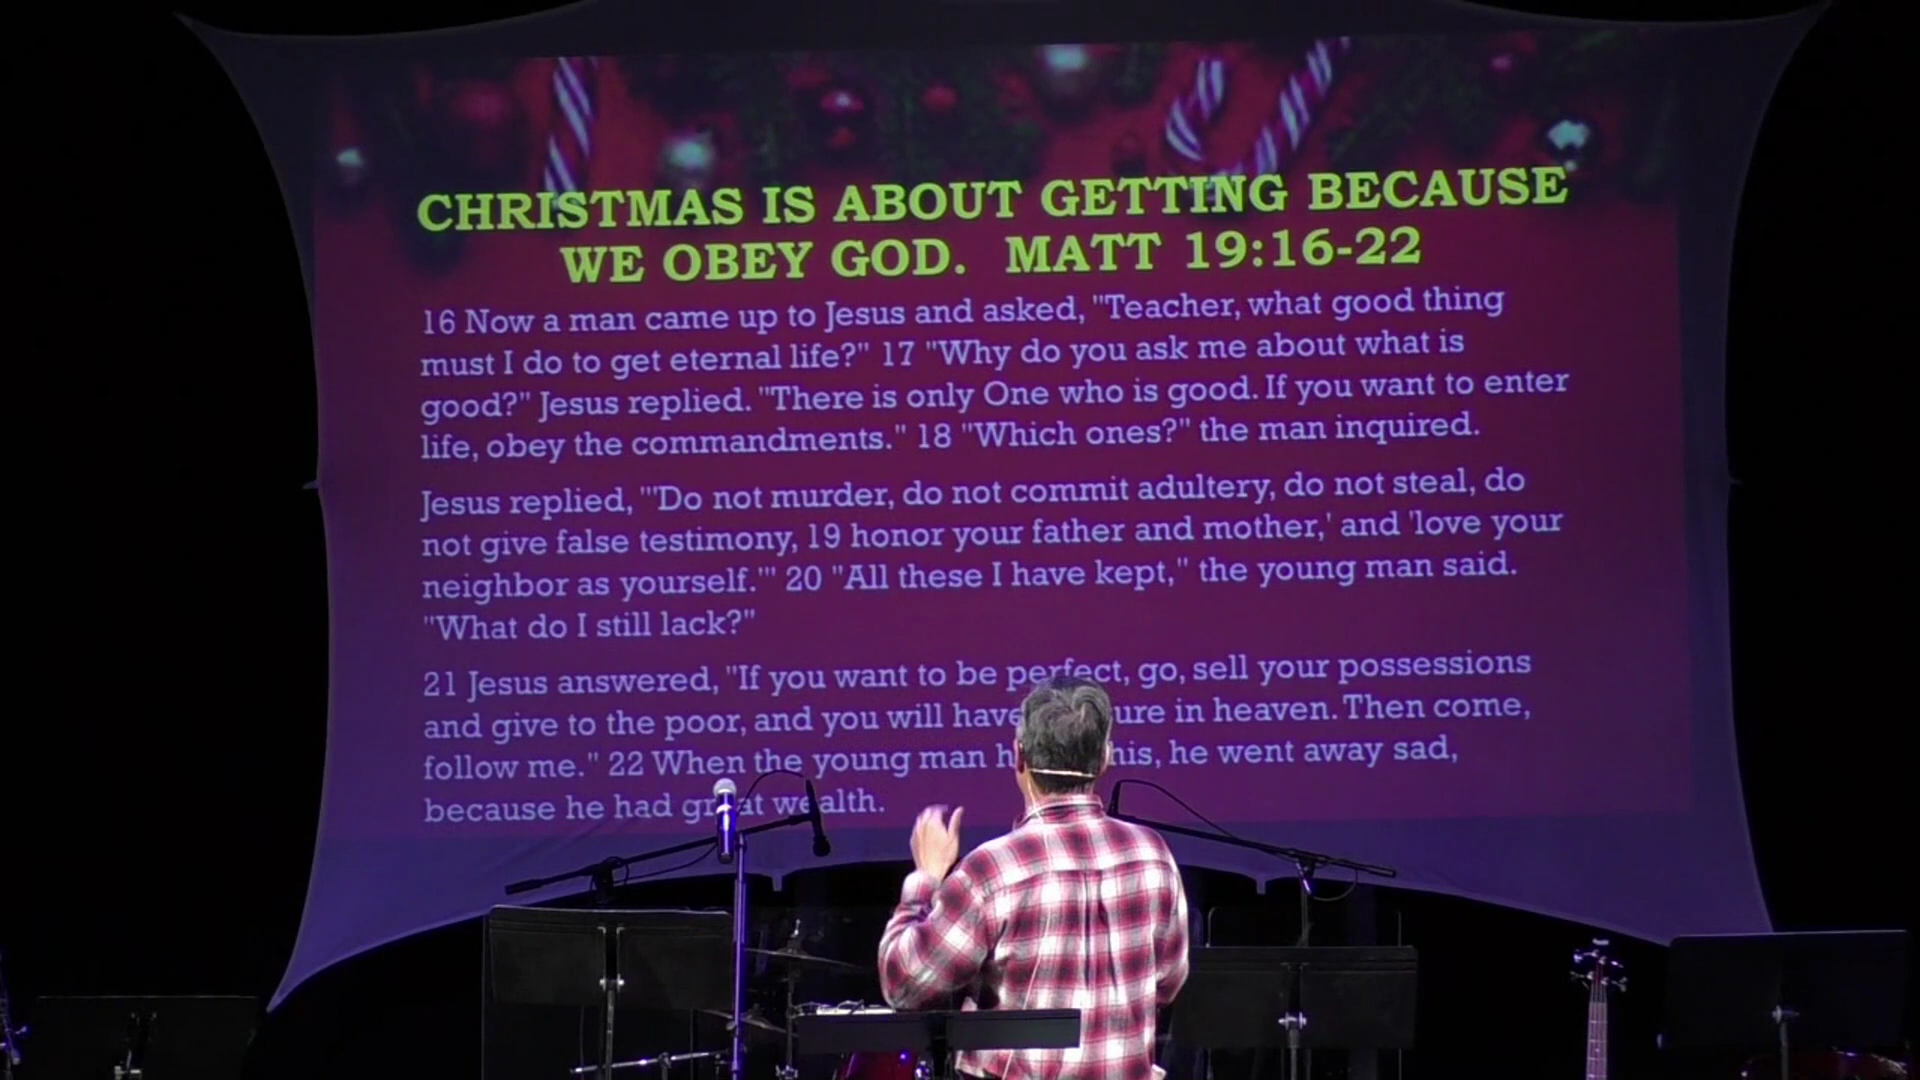 CHRISTMAS IS ABOUT GETTING BECAUSE
WE OBEY GOD. MATT 19:16-22
16 Now a man came up to Jesus and asked, "Teacher, what good thing
must I do to get eternal life?" 17 "Why do you ask me about what is
good?" Jesus replied. "There is only One who is good. If you want to enter
life, obey the commandments." 18 "Which ones?" the man inquired.
Jesus replied, "'Do not murder, do not commit adultery, do not steal, do
not give false testimony, 19 honor your father and mother,' and 'love your
neighbor as yourself.'" 20 "All these I have kept," the young man said.
"What do I still lack?"
21 Jesus answered, "If you want to be perfect, go, sell your possessions
and give to the poor, and you will have in heaven. Then come,
follow me." 22 When the young man he went away sad,
because he had great wealth.